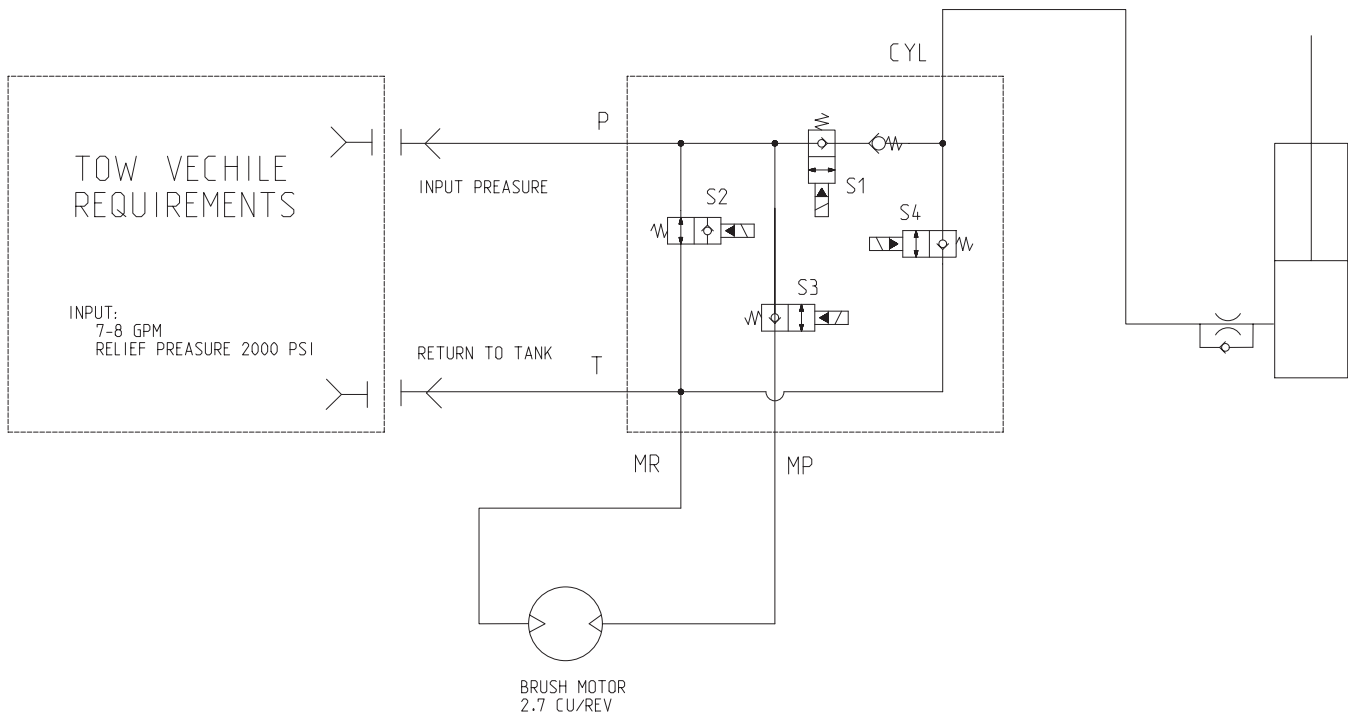 CYL
TOW VECHILE
REQUIREMENTS
P
INPUT PREASURE
S1
S2
S4
S3
INPUT:
7-8 GPM
RELIEF PREASURE 2000 PSI
RETURN TO TANK
T
MR
MP
BRUSH MOTOR
2.7 CU/REV